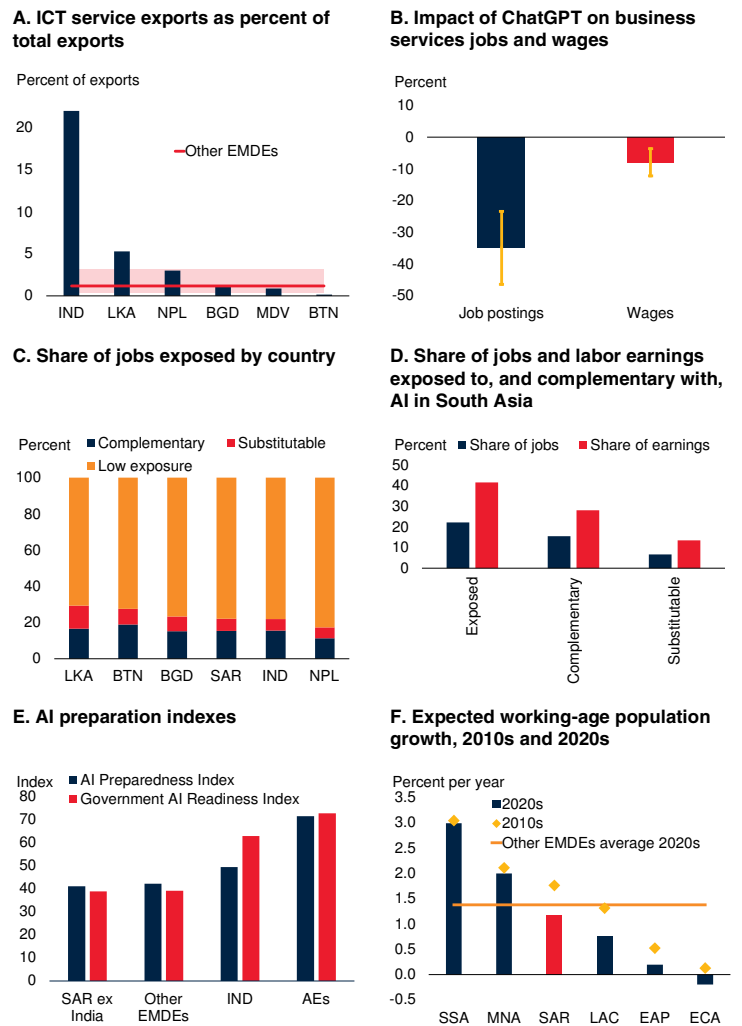 A. ICT service exports as percent of
total exports
Percent of exports
20
15
10
5
0
Other EMDEs
IND LKA NPL BGD MDV BTN
B. Impact of ChatGPT on business
services jobs and wages
Percent
10
0
-10
-20
-30
-40
-50
Job postings Wages
C. Share of jobs exposed by country
Percent Complementary Substitutable
Low exposure
100
80
60
40
20
0
LKA BTN BGD SAR IND NPL
D. Share of jobs and labor earnings
exposed to, and complementary with,
AI in South Asia
Percent Share of jobs Share of earnings
50
40
30
20
10
0
Exposed
Complementary
Substitutable
E. AI preparation indexes
Index AI Preparedness Index
Government AI Readiness Index
80
70
60
50
40
30
20
10
0
SAR ex Other IND AEs
India EMDEs
F. Expected working-age population
growth, 2010s and 2020s
Percent per year
3.5
3.0
2.5
2.0
1.5
1.0
0.5
0.0
-0.5
2020s
2010s
Other EMDEs average 2020s
SSA MNA SAR LAC EAP ECA